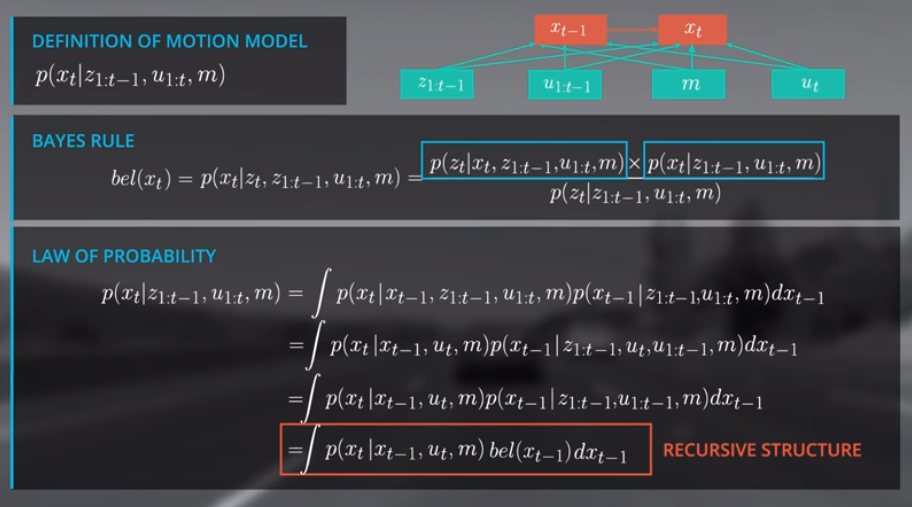 DEFINITION OF MOTION MODEL
p(x_t|z_{1:t−1}, u_{1:t}, m)
x_{t−1} x_t
z_{1:t−1} u_{1:t−1} m u_t
BAYES RULE
bel(x_t) = p(x_t|z_t, z_{1:t−1}, u_{1:t}, m) = p(z_t|x_t, z_{1:t−1},u_{1:t},m) × p(x_t|z_{1:t−1}, u_{1:t}, m)
p(z_t|z_{1:t−1}, u_{1:t}, m)
LAW OF PROBABILITY
p(x_t|z_{1:t−1}, u_{1:t}, m) = ∫ p(x_t|x_{t−1}, z_{1:t−1}, u_{1:t}, m)p(x_{t−1}|z_{1:t−1},u_{1:t}, m)dx_{t−1}
=∫ p(x_t|x_{t−1}, u_t, m)p(x_{t−1}|z_{1:t−1}, u_t,u_{1:t−1},m)dx_{t−1}
=∫ p(x_t|x_{t−1}, u_t, m)p(x_{t−1}|z_{1:t−1},u_{1:t−1}, m)dx_{t−1}
=∫ p(x_t|x_{t−1}, u_t, m) bel(x_{t−1})dx_{t−1} RECURSIVE STRUCTURE